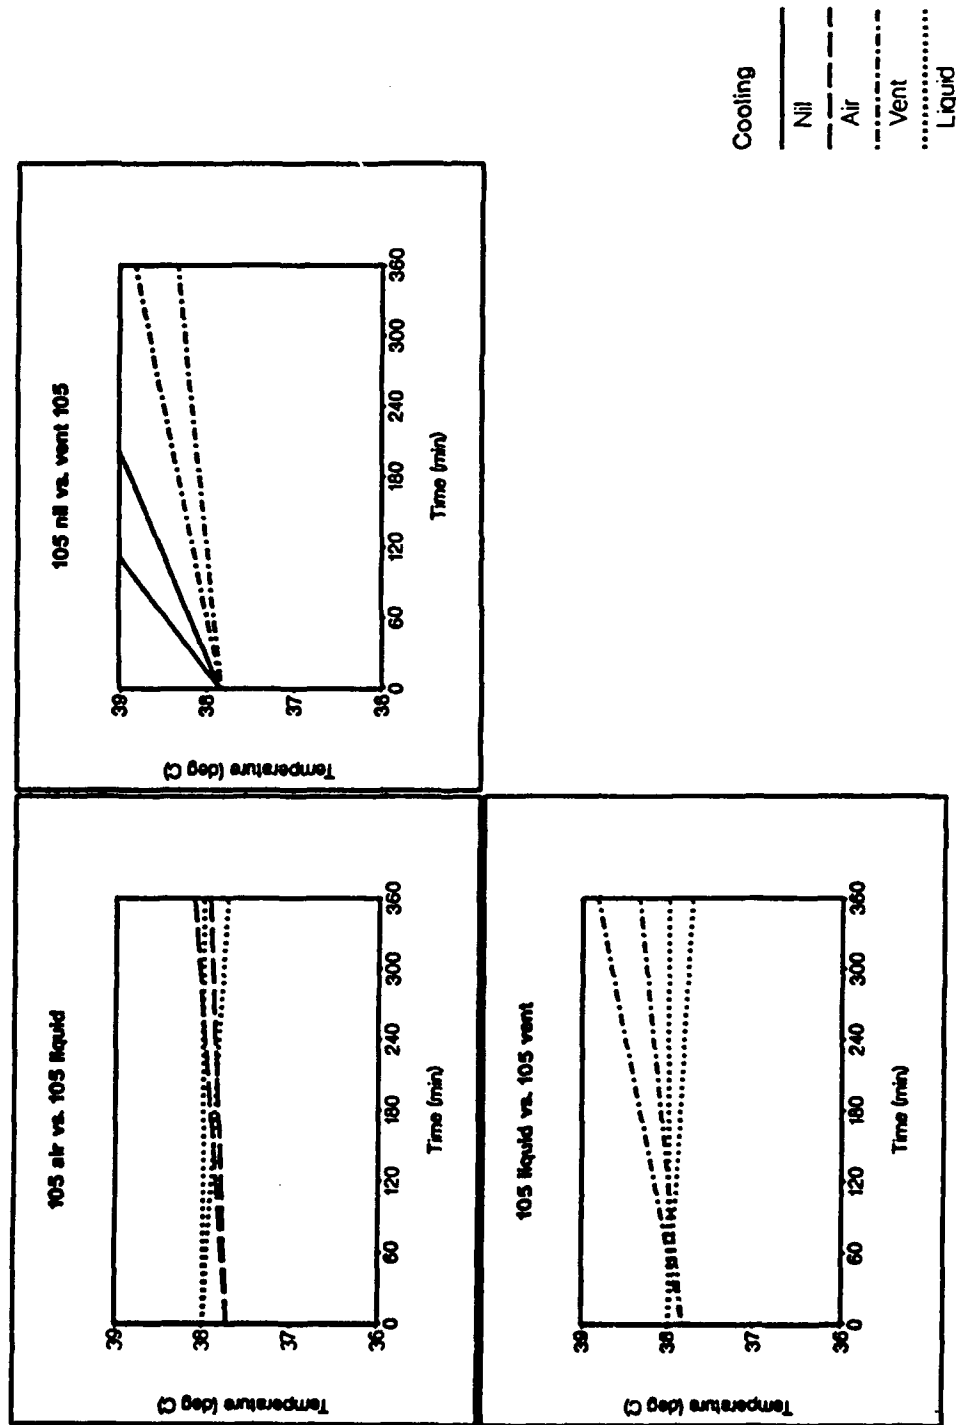 105 air vs. 105 liquid
Temperature (deg C)
39
38
37
36
0 60 120 180 240 300 360
Time (min)
105 nil vs. vent 105
Temperature (deg C)
39
38
37
38
0 60 120 180 240 300 360
Time (min)
105 liquid vs. 105 vent
Temperature (deg C)
39
38
37
36
0 60 120 180 240 300 360
Time (min)
Cooling
Nil
Air
Vent
Liquid